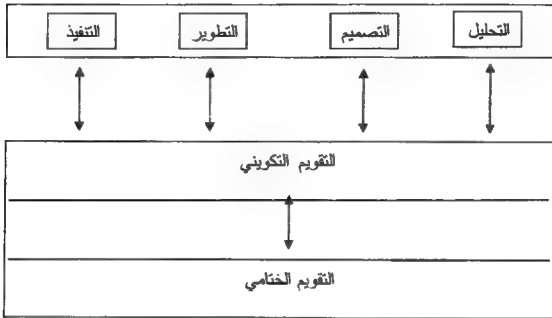 التحليل التصميم التطوير التنفيذ
التقويم التكويني
التقويم الختامي